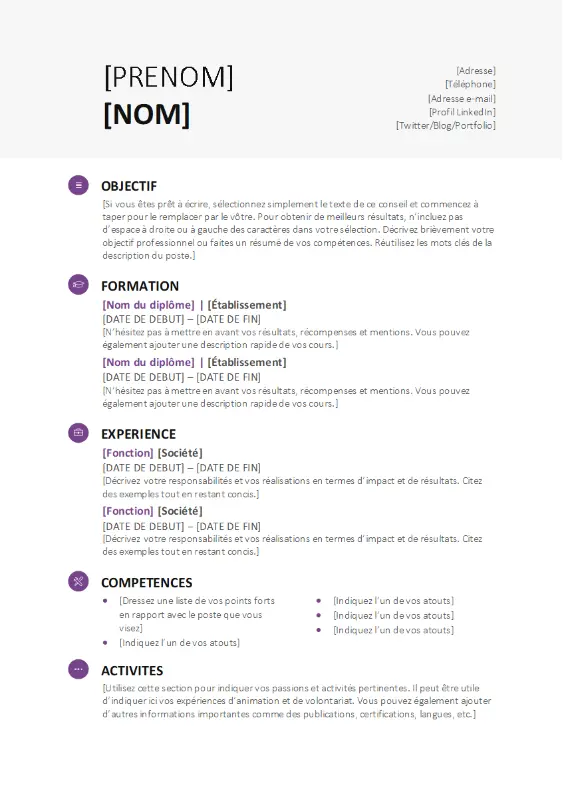 [PRENOM]
[NOM]
[Adresse]
[Téléphone]
[Adresse e-mail]
[Profil LinkedIn]
[Twitter/Blog/Portfolio]
OBJECTIF
[Si vous êtes prêt à écrire, sélectionnez simplement le texte de ce conseil et commencez à
taper pour le remplacer par le vôtre. Pour obtenir de meilleurs résultats, n'incluez pas
d'espace à droite ou à gauche des caractères dans votre sélection. Décrivez brièvement votre
objectif professionnel ou faites un résumé de vos compétences. Réutilisez les mots clés de la
description du poste.]
FORMATION
[Nom du diplôme] | [Établissement]
[DATE DE DEBUT] – [DATE DE FIN]
[N'hésitez pas à mettre en avant vos résultats, récompenses et mentions. Vous pouvez
également ajouter une description rapide de vos cours.]
[Nom du diplôme] | [Établissement]
[DATE DE DEBUT] – [DATE DE FIN]
[N'hésitez pas à mettre en avant vos résultats, récompenses et mentions. Vous pouvez
également ajouter une description rapide de vos cours.]
EXPERIENCE
[Fonction] [Société]
[DATE DE DEBUT] – [DATE DE FIN]
[Décrivez votre responsabilités et vos réalisations en termes d'impact et de résultats. Citez
des exemples tout en restant concis.]
[Fonction] [Société]
[DATE DE DEBUT] – [DATE DE FIN]
[Décrivez votre responsabilités et vos réalisations en termes d'impact et de résultats. Citez
des exemples tout en restant concis.]
COMPETENCES
• [Dressez une liste de vos points forts
en rapport avec le poste que vous
visez]
• [Indiquez l'un de vos atouts]
• [Indiquez l'un de vos atouts]
• [Indiquez l'un de vos atouts]
• [Indiquez l'un de vos atouts]
ACTIVITES
[Utilisez cette section pour indiquer vos passions et activités pertinentes. Il peut être utile
d'indiquer ici vos expériences d'animation et de volontariat. Vous pouvez également ajouter
d'autres informations importantes comme des publications, certifications, langues, etc.]